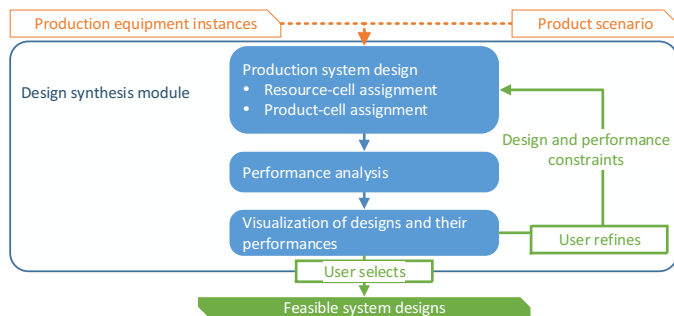 Production equipment instances
Product scenario
Design synthesis module
Production system design
• Resource-cell assignment
• Product-cell assignment
Design and performance
constraints
Performance analysis
Visualization of designs and their
performances
User refines
User selects
Feasible system designs